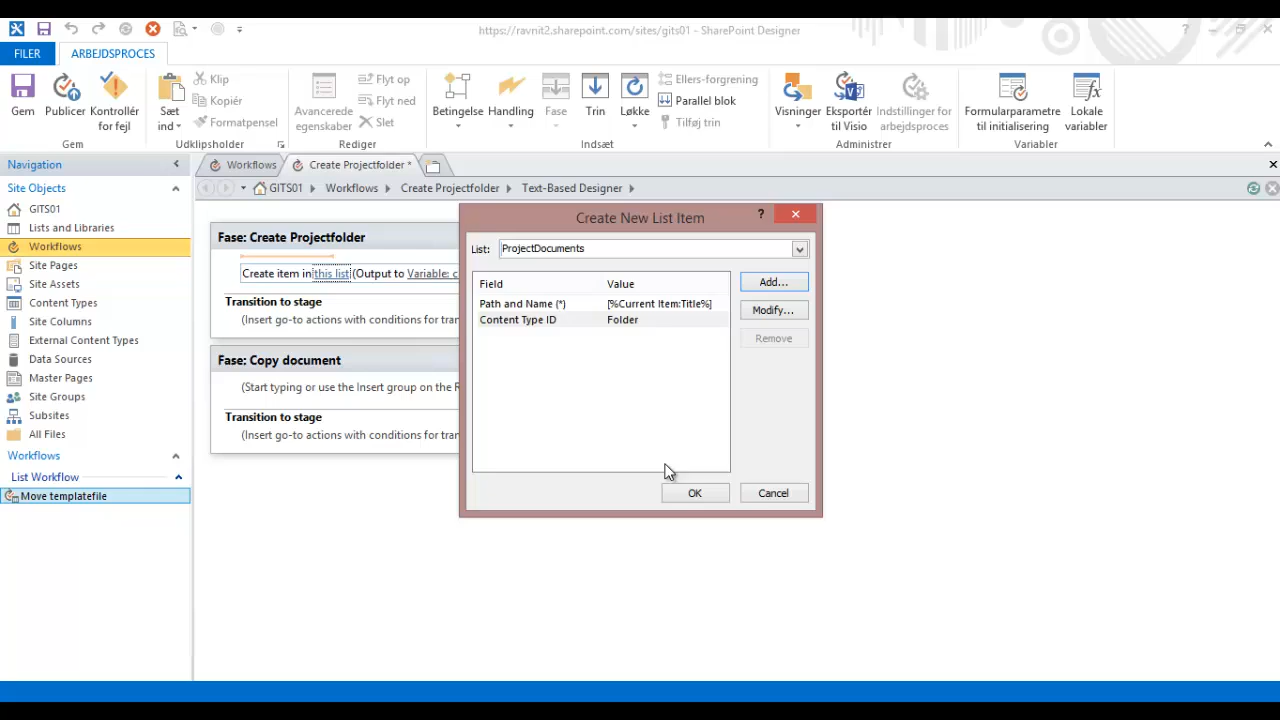 https://ravnit2.sharepoint.com/sites/gits01 - SharePoint Designer
FILER
ARBEJDSPROCES
Gem
Publicer
Kontrollér for fejl
Gem
Sæt ind
Klip
Kopiér
Formatpensel
Udklipsholder
Avancerede egenskaber
Flyt op
Flyt ned
Slet
Rediger
Betingelse
Handling
Fase
Trin
Løkke
Ellers-forgrening
Parallel blok
Tilføj trin
Indsæt
Visninger
Eksportér til Visio
Indstillinger for arbejdsproces
Administrer
Formularparametre til initialisering
Lokale variabler
Variabler
Navigation
Workflows
Create Projectfolder *
GITS01
Workflows
Create Projectfolder
Text-Based Designer
Site Objects
GITS01
Lists and Libraries
Workflows
Site Pages
Site Assets
Content Types
Site Columns
External Content Types
Data Sources
Master Pages
Site Groups
Subsites
All Files
Workflows
List Workflow
Move templatefile
Fase: Create Projectfolder
Create item in this list (Output to Variable: c
Transition to stage
(Insert go-to actions with conditions for tran
Fase: Copy document
(Start typing or use the Insert group on the R
Transition to stage
(Insert go-to actions with conditions for tran
Create New List Item
?
List:
ProjectDocuments
Field
Value
Path and Name (*)
[%Current Item:Title%]
Content Type ID
Folder
Add...
Modify...
Remove
OK
Cancel